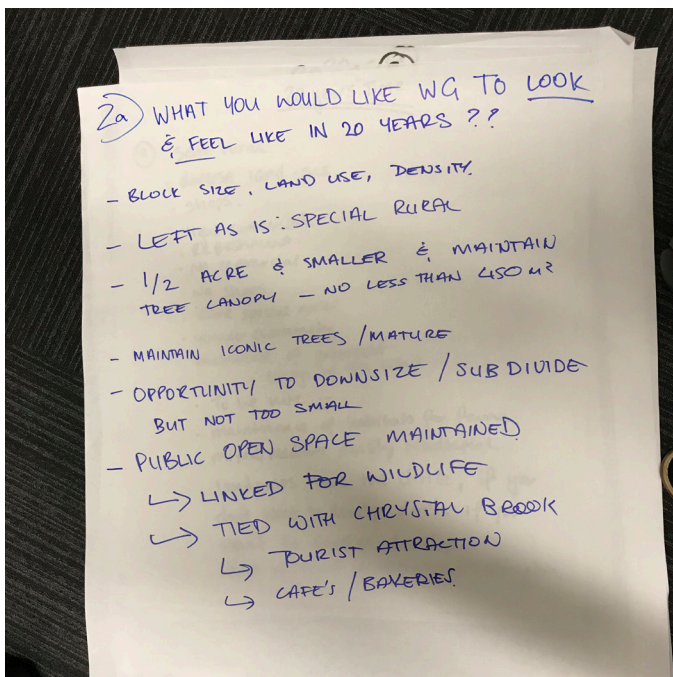 2a) WHAT YOU WOULD LIKE WG TO LOOK
& FEEL LIKE IN 20 YEARS ??
- BLOCK SIZE, LAND USE, DENSITY.
- LEFT AS IS : SPECIAL RURAL
- 1/2 ACRE & SMALLER & MAINTAIN
TREE CANOPY - NO LESS THAN 450 M²
- MAINTAIN ICONIC TREES / MATURE
- OPPORTUNITY TO DOWNSIZE / SUBDIVIDE
BUT NOT TOO SMALL
- PUBLIC OPEN SPACE MAINTAINED.
↳ LINKED FOR WILDLIFE
↳ TIED WITH CHRYSTAL BROOK
↳ TOURIST ATTRACTION
↳ CAFE'S / BAKERIES.